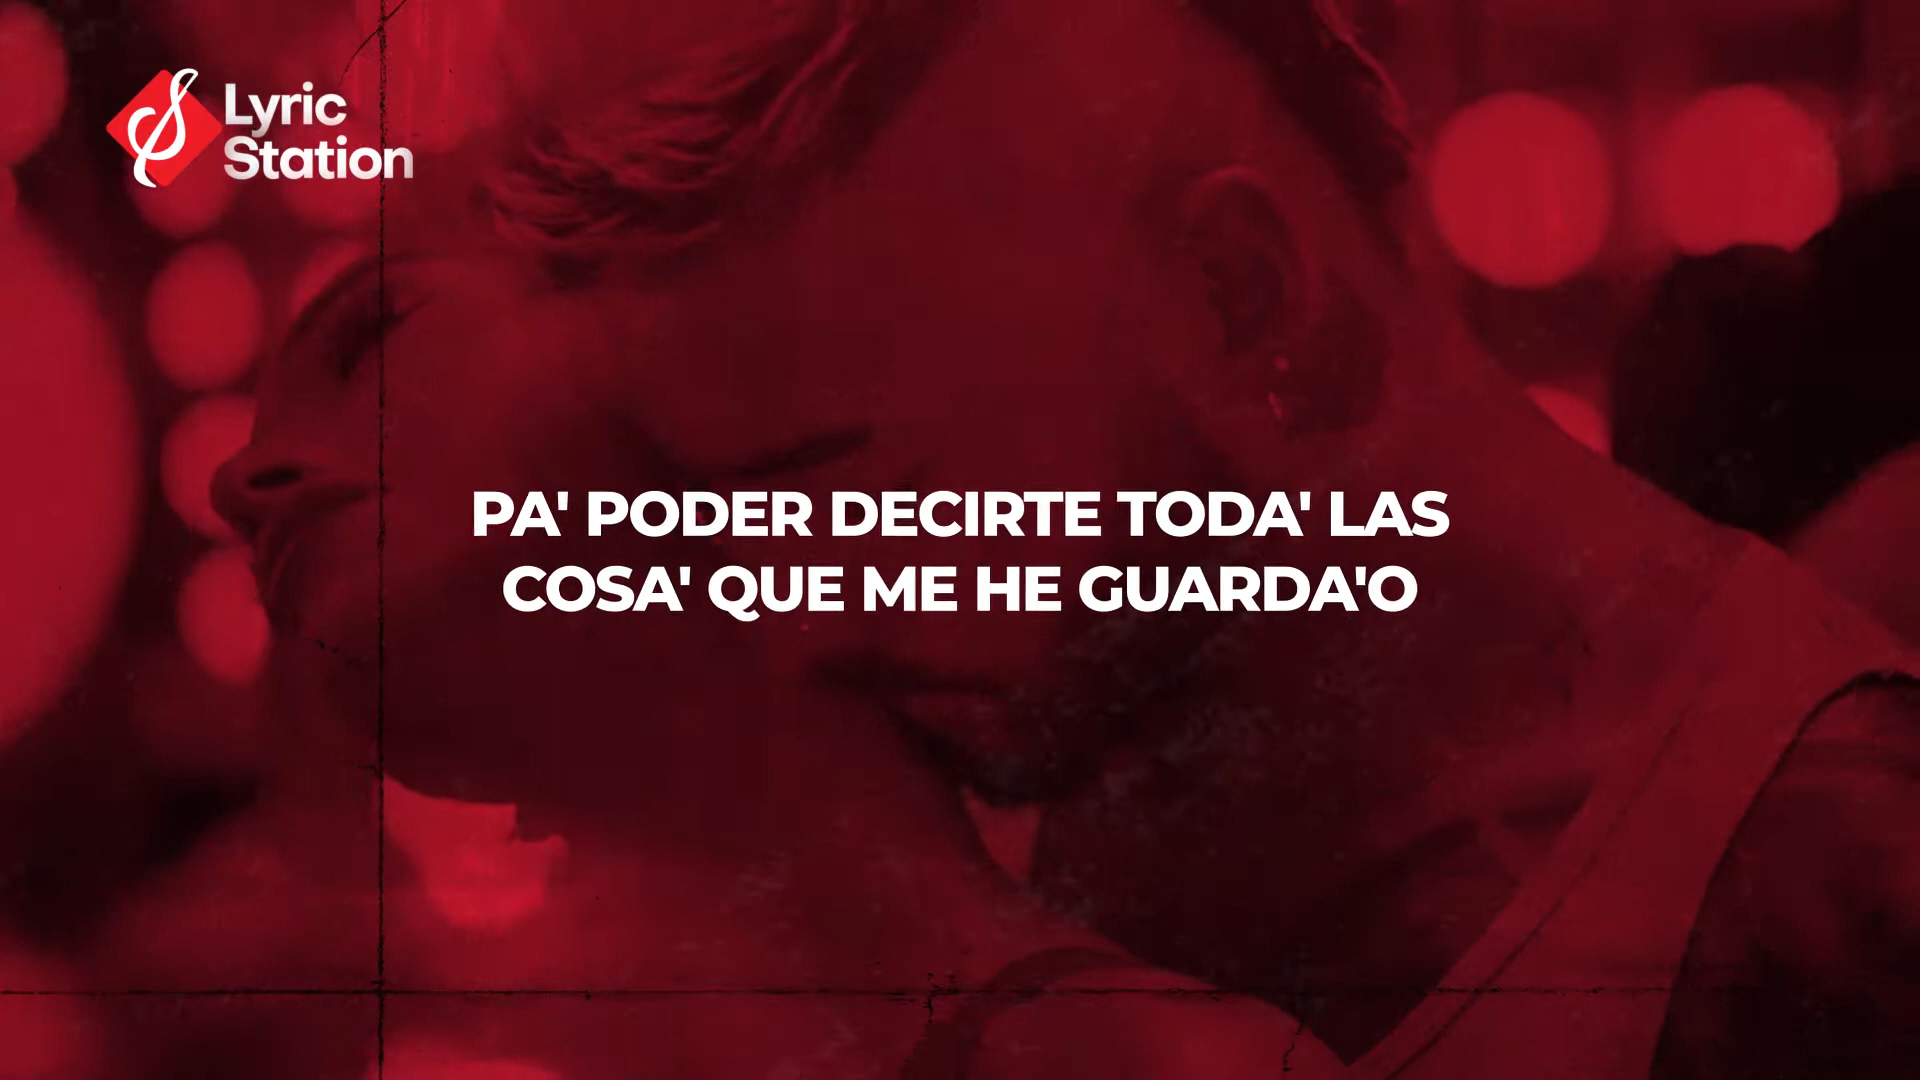 Lyric
Station
PA' PODER DECIRTE TODA' LAS
COSA' QUE ME HE GUARDA'O